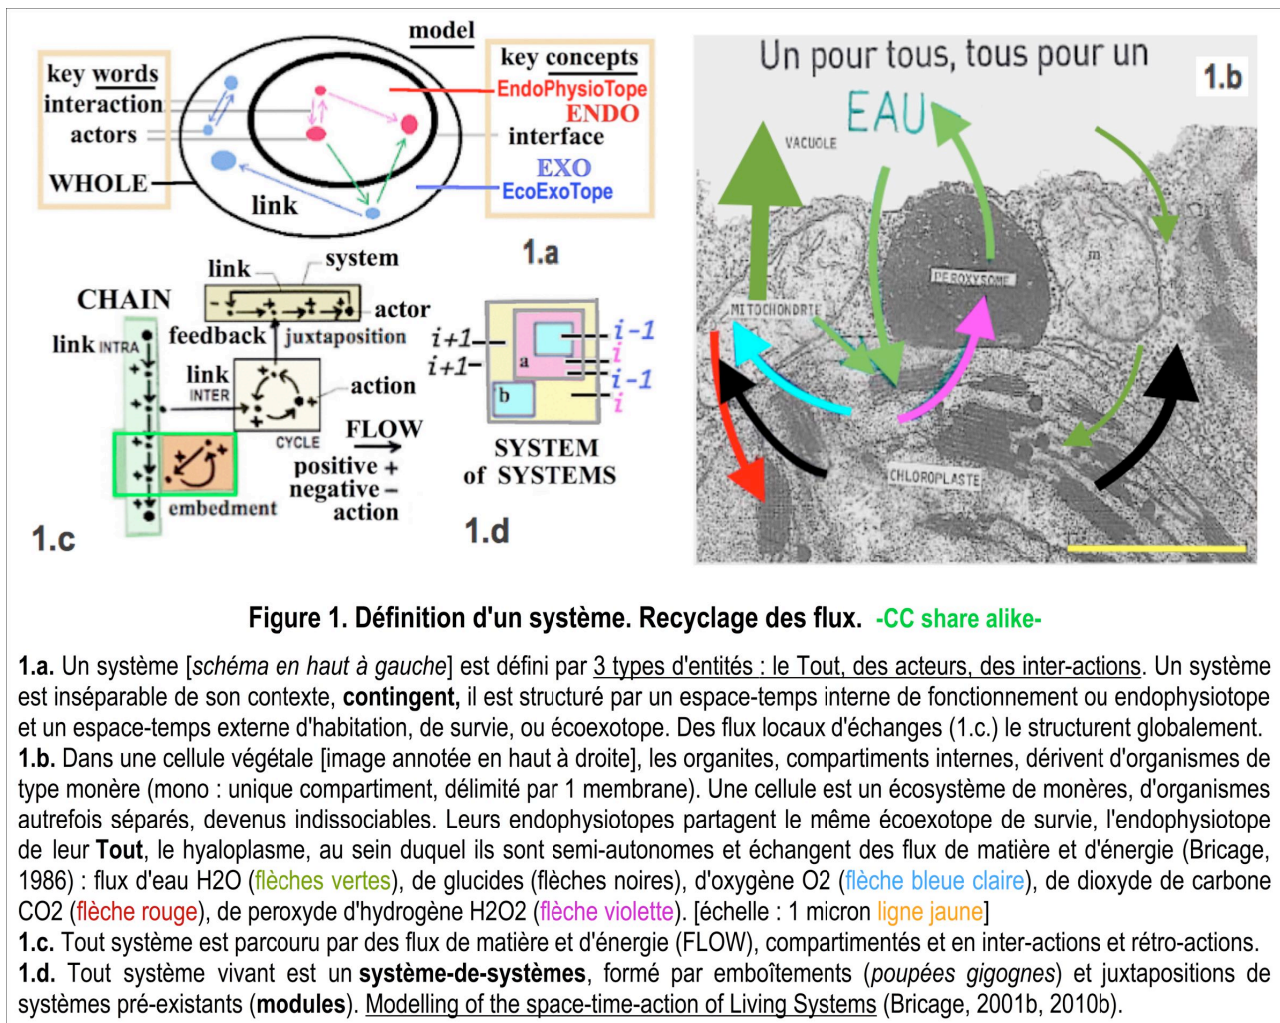 model
key words
interaction
actors
WHOLE
link
key concepts
EndoPhysioTope
ENDO
interface
EXO
EcoExoTope
1.a
CHAIN
link INTRA
link
system
actor
feedback
juxtaposition
link
INTER
action
CYCLE
FLOW
positive +
negative –
action
embedment
1.c
i+1
i+1
a
b
i-1
i
i-1
i
SYSTEM
of SYSTEMS
1.d
Un pour tous, tous pour un
1.b
EAU
VACUOLE
PEROXYSOME
m
MITOCHONDRIE
CHLOROPLASTE
Figure 1. Définition d'un système. Recyclage des flux. -CC share alike-
1.a. Un système [schéma en haut à gauche] est défini par 3 types d'entités : le Tout, des acteurs, des inter-actions. Un système
est inséparable de son contexte, contingent, il est structuré par un espace-temps interne de fonctionnement ou endophysiotope
et un espace-temps externe d'habitation, de survie, ou écoexotope. Des flux locaux d'échanges (1.c.) le structurent globalement.
1.b. Dans une cellule végétale [image annotée en haut à droite], les organites, compartiments internes, dérivent d'organismes de
type monère (mono : unique compartiment, délimité par 1 membrane). Une cellule est un écosystème de monères, d'organismes
autrefois séparés, devenus indissociables. Leurs endophysiotopes partagent le même écoexotope de survie, l'endophysiotope
de leur Tout, le hyaloplasme, au sein duquel ils sont semi-autonomes et échangent des flux de matière et d'énergie (Bricage,
1986) : flux d'eau H2O (flèches vertes), de glucides (flèches noires), d'oxygène O2 (flèche bleue claire), de dioxyde de carbone
CO2 (flèche rouge), de peroxyde d'hydrogène H2O2 (flèche violette). [échelle : 1 micron ligne jaune]
1.c. Tout système est parcouru par des flux de matière et d'énergie (FLOW), compartimentés et en inter-actions et rétro-actions.
1.d. Tout système vivant est un système-de-systèmes, formé par emboîtements (poupées gigognes) et juxtapositions de
systèmes pré-existants (modules). Modelling of the space-time-action of Living Systems (Bricage, 2001b, 2010b).